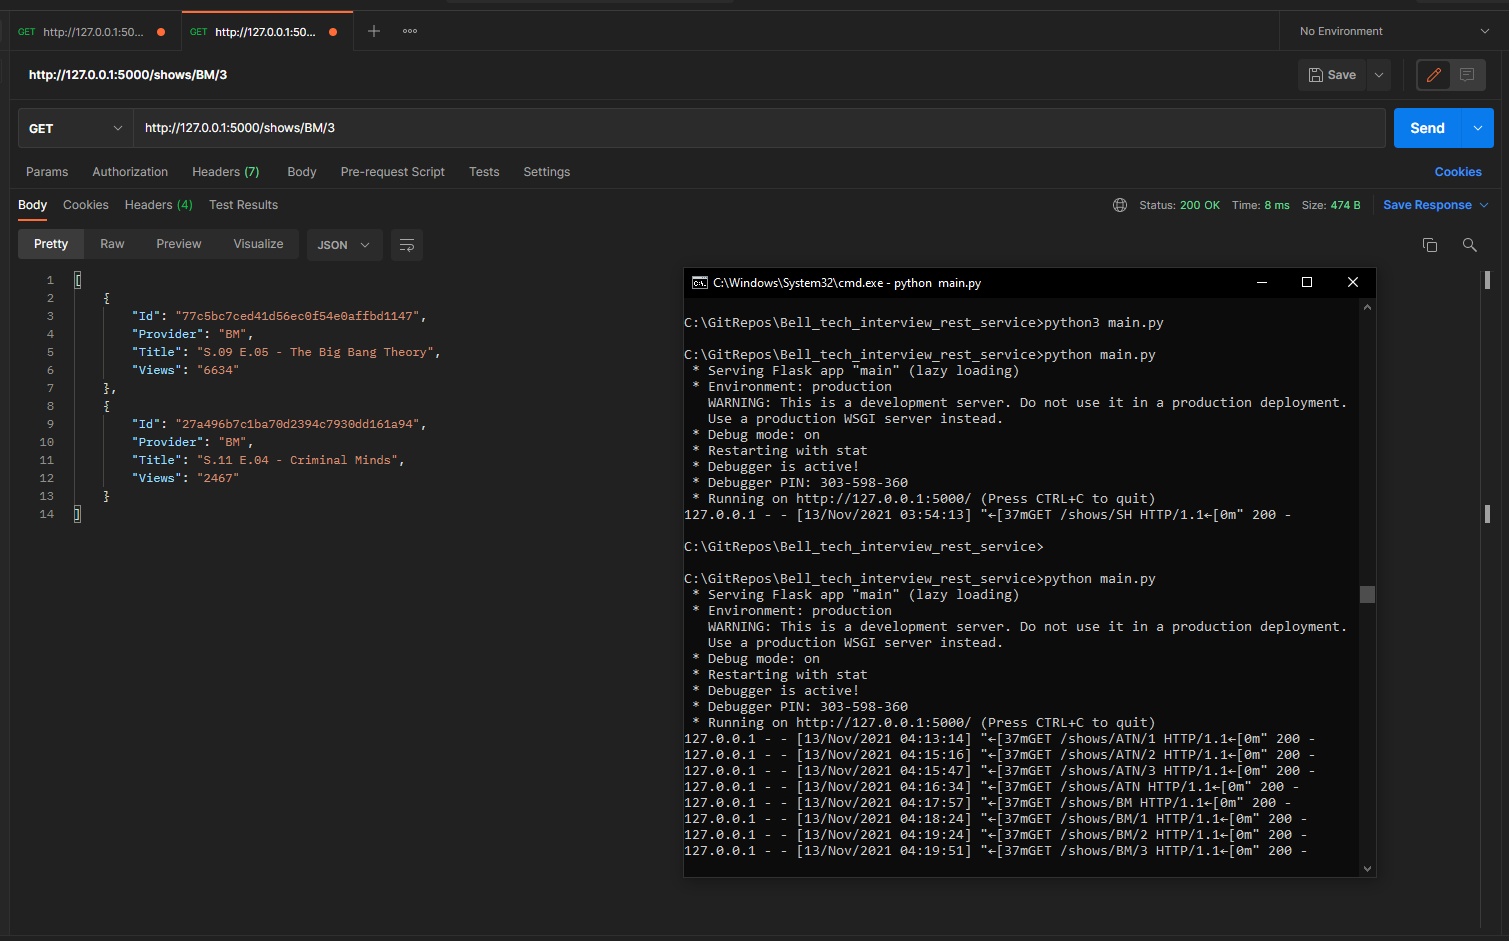 GET http://127.0.0.1:50...
GET http://127.0.0.1:50...
No Environment
http://127.0.0.1:5000/shows/BM/3
Save
GET http://127.0.0.1:5000/shows/BM/3
Send
Params Authorization Headers (7) Body Pre-request Script Tests Settings
Cookies
Body Cookies Headers (4) Test Results
Status: 200 OK Time: 8 ms Size: 474 B Save Response
Pretty Raw Preview Visualize JSON
1 [
2 {
3 "Id": "77c5bc7ced41d56ec0f54e0affbd1147",
4 "Provider": "BM",
5 "Title": "S.09 E.05 - The Big Bang Theory",
6 "Views": "6634"
7 },
8 {
9 "Id": "27a496b7c1ba70d2394c7930dd161a94",
10 "Provider": "BM",
11 "Title": "S.11 E.04 - Criminal Minds",
12 "Views": "2467"
13 }
14 ]
C:\Windows\System32\cmd.exe - python main.py
C:\GitRepos\Bell_tech_interview_rest_service>python3 main.py
C:\GitRepos\Bell_tech_interview_rest_service>python main.py
* Serving Flask app "main" (lazy loading)
* Environment: production
WARNING: This is a development server. Do not use it in a production deployment.
Use a production WSGI server instead.
* Debug mode: on
* Restarting with stat
* Debugger is active!
* Debugger PIN: 303-598-360
* Running on http://127.0.0.1:5000/ (Press CTRL+C to quit)
127.0.0.1 - - [13/Nov/2021 03:54:13] "←[37mGET /shows/SH HTTP/1.1←[0m" 200 -
C:\GitRepos\Bell_tech_interview_rest_service>
C:\GitRepos\Bell_tech_interview_rest_service>python main.py
* Serving Flask app "main" (lazy loading)
* Environment: production
WARNING: This is a development server. Do not use it in a production deployment.
Use a production WSGI server instead.
* Debug mode: on
* Restarting with stat
* Debugger is active!
* Debugger PIN: 303-598-360
* Running on http://127.0.0.1:5000/ (Press CTRL+C to quit)
127.0.0.1 - - [13/Nov/2021 04:13:14] "←[37mGET /shows/ATN/1 HTTP/1.1←[0m" 200 -
127.0.0.1 - - [13/Nov/2021 04:15:16] "←[37mGET /shows/ATN/2 HTTP/1.1←[0m" 200 -
127.0.0.1 - - [13/Nov/2021 04:15:47] "←[37mGET /shows/ATN/3 HTTP/1.1←[0m" 200 -
127.0.0.1 - - [13/Nov/2021 04:16:34] "←[37mGET /shows/ATN HTTP/1.1←[0m" 200 -
127.0.0.1 - - [13/Nov/2021 04:17:57] "←[37mGET /shows/BM HTTP/1.1←[0m" 200 -
127.0.0.1 - - [13/Nov/2021 04:18:24] "←[37mGET /shows/BM/1 HTTP/1.1←[0m" 200 -
127.0.0.1 - - [13/Nov/2021 04:19:24] "←[37mGET /shows/BM/2 HTTP/1.1←[0m" 200 -
127.0.0.1 - - [13/Nov/2021 04:19:51] "←[37mGET /shows/BM/3 HTTP/1.1←[0m" 200 -